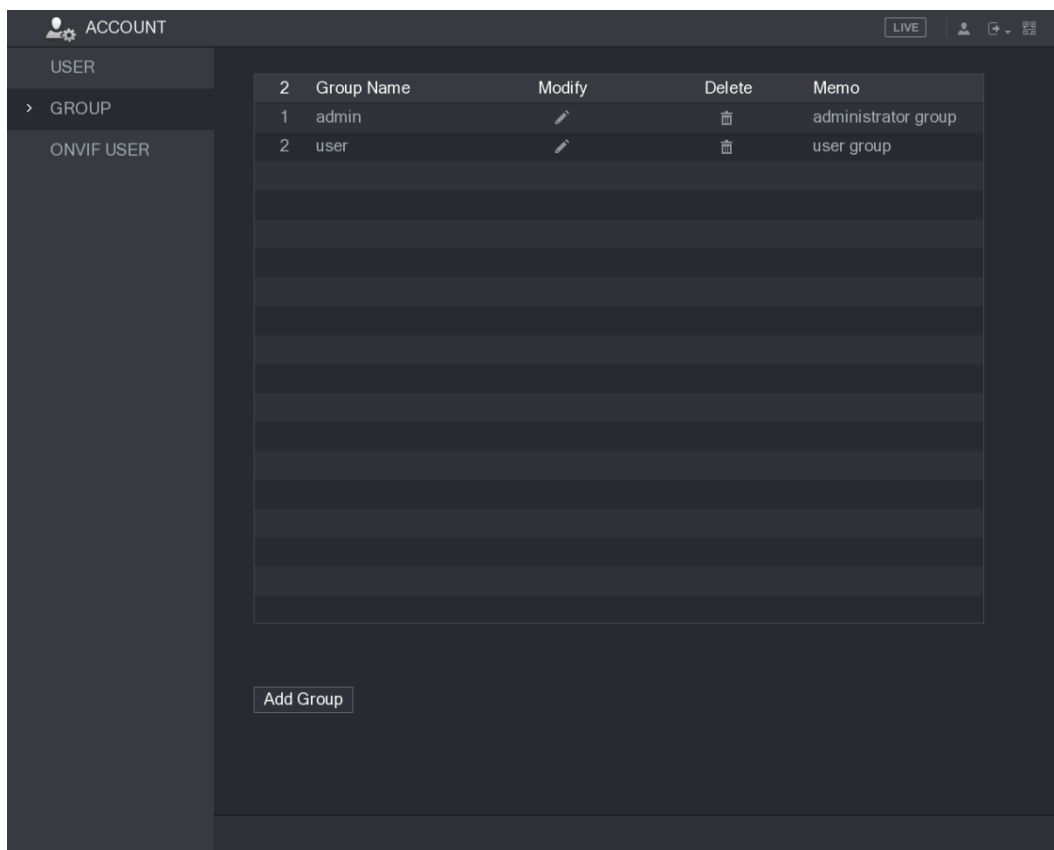 ACCOUNT
LIVE
USER
GROUP
ONVIF USER
2 Group Name Modify Delete Memo
1 admin administrator group
2 user user group
Add Group